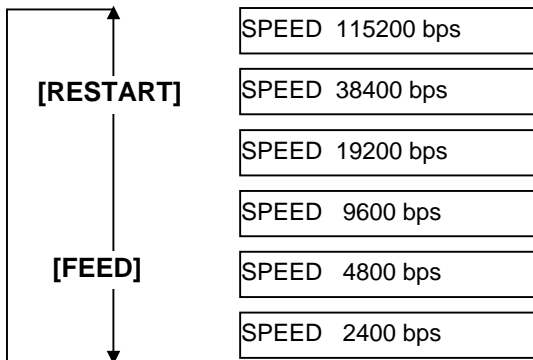 SPEED 115200 bps
[RESTART]
SPEED 38400 bps
SPEED 19200 bps
SPEED 9600 bps
[FEED]
SPEED 4800 bps
SPEED 2400 bps